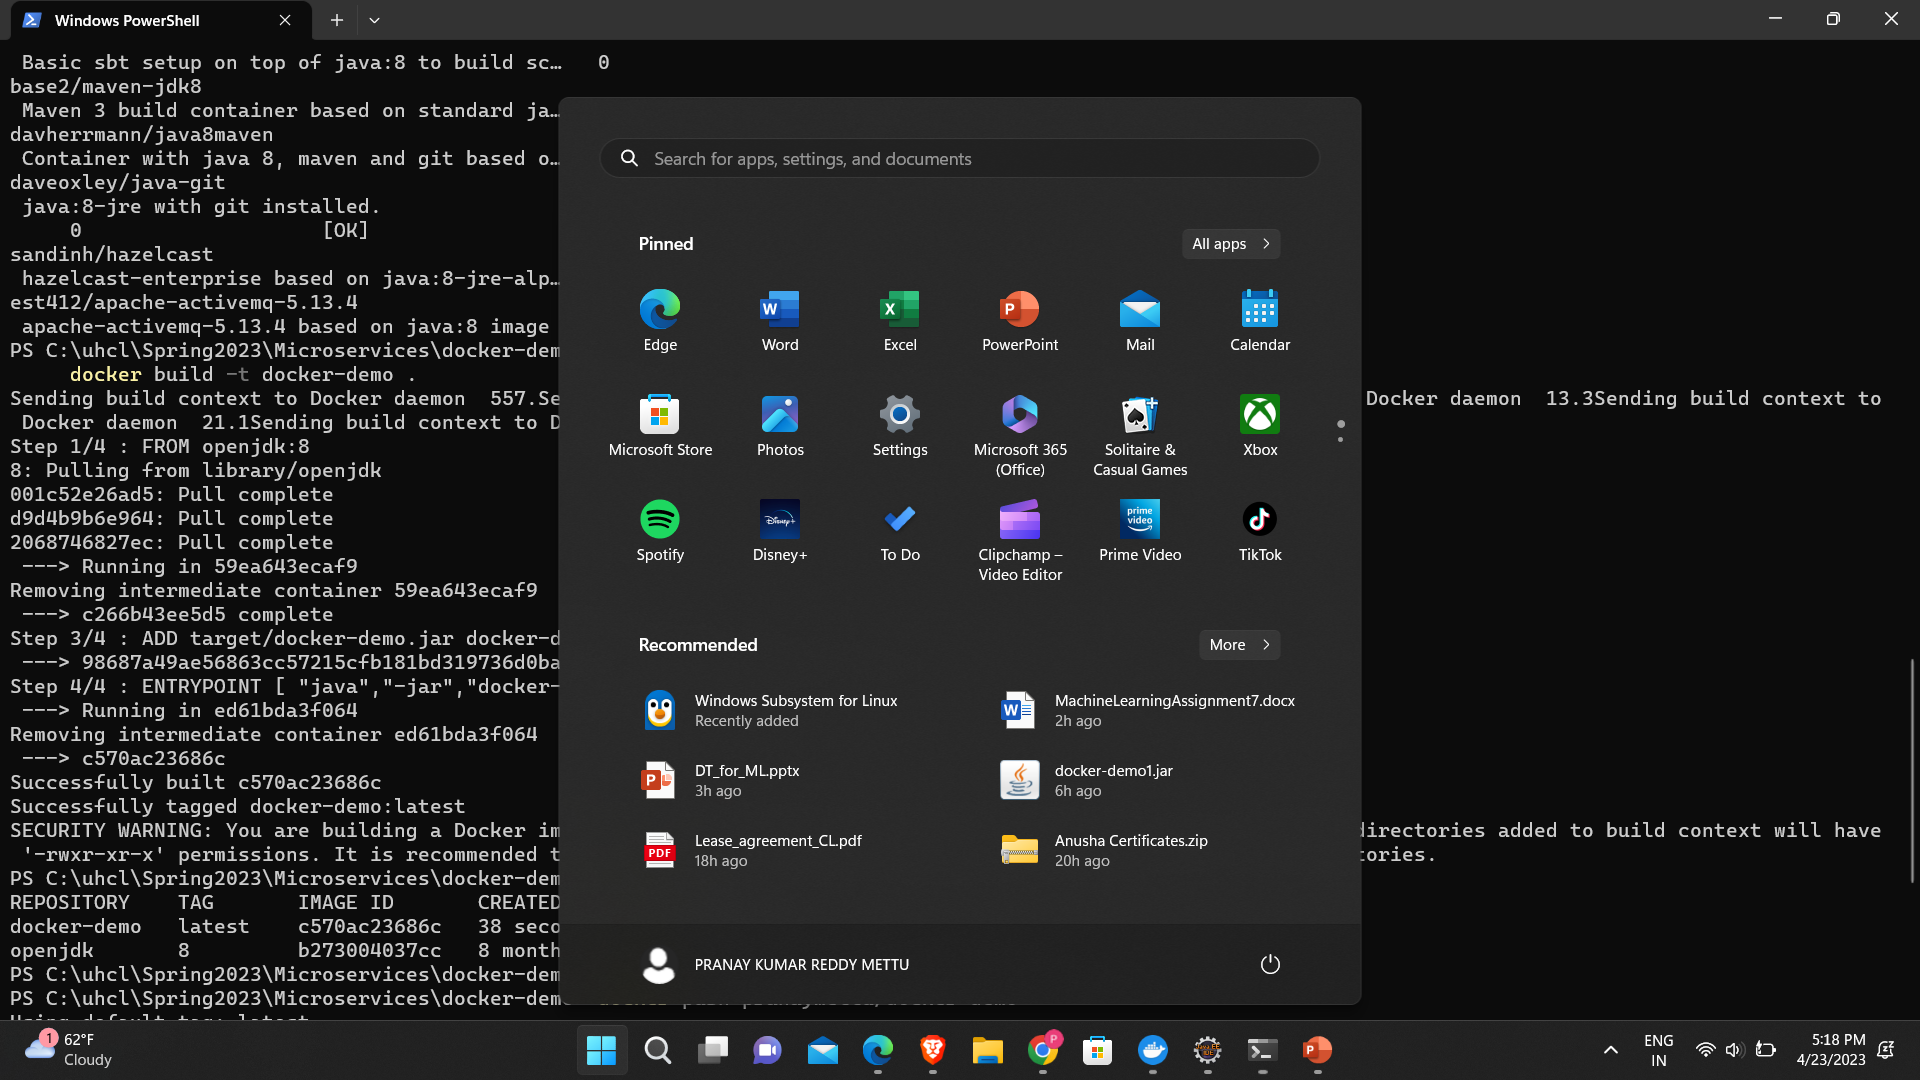 Windows PowerShell
Basic sbt setup on top of java:8 to build sc… 0
base2/maven-jdk8
Maven 3 build container based on standard ja…
davherrmann/java8maven
Container with java 8, maven and git based o…
daveoxley/java-git
java:8-jre with git installed.
0 [OK]
sandinh/hazelcast
hazelcast-enterprise based on java:8-jre-alp…
est412/apache-activemq-5.13.4
apache-activemq-5.13.4 based on java:8 image
PS C:\uhcl\Spring2023\Microservices\docker-dem
docker build -t docker-demo .
Sending build context to Docker daemon 557.Se
Docker daemon 13.3Sending build context to
Docker daemon 21.1Sending build context to D
Step 1/4 : FROM openjdk:8
8: Pulling from library/openjdk
001c52e26ad5: Pull complete
d9d4b9b6e964: Pull complete
2068746827ec: Pull complete
---> Running in 59ea643ecaf9
Removing intermediate container 59ea643ecaf9
---> c266b43ee5d5 complete
Step 3/4 : ADD target/docker-demo.jar docker-d
---> 98687a49ae56863cc57215cfb181bd319736d0ba
Step 4/4 : ENTRYPOINT [ "java","-jar","docker-
---> Running in ed61bda3f064
Removing intermediate container ed61bda3f064
---> c570ac23686c
Successfully built c570ac23686c
Successfully tagged docker-demo:latest
SECURITY WARNING: You are building a Docker im
directories added to build context will have
'-rwxr-xr-x' permissions. It is recommended t
tories.
PS C:\uhcl\Spring2023\Microservices\docker-dem
REPOSITORY TAG IMAGE ID CREATED
docker-demo latest c570ac23686c 38 seco
openjdk 8 b273004037cc 8 month
PS C:\uhcl\Spring2023\Microservices\docker-dem
PS C:\uhcl\Spring2023\Microservices\docker-dem
Search for apps, settings, and documents
Pinned
All apps
Edge
Word
Excel
PowerPoint
Mail
Calendar
Microsoft Store
Photos
Settings
Microsoft 365
(Office)
Solitaire &
Casual Games
Xbox
Spotify
Disney+
Disney+
To Do
Clipchamp –
Video Editor
prime
video
Prime Video
TikTok
Recommended
More
Windows Subsystem for Linux
Recently added
MachineLearningAssignment7.docx
2h ago
DT_for_ML.pptx
3h ago
docker-demo1.jar
6h ago
PDF
Lease_agreement_CL.pdf
18h ago
Anusha Certificates.zip
20h ago
PRANAY KUMAR REDDY METTU
1
62°F
Cloudy
P
ENG
IN
5:18 PM
4/23/2023